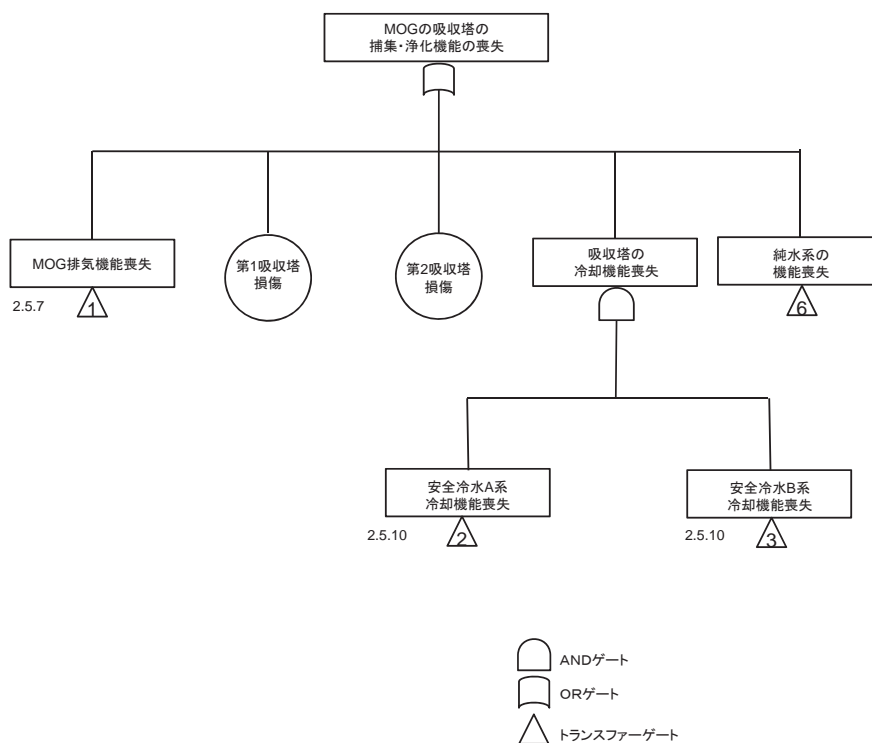 MOGの吸収塔の
捕集・浄化機能の喪失
MOG排気機能喪失
2.5.7
1
第1吸収塔
損傷
第2吸収塔
損傷
吸収塔の
冷却機能喪失
純水系の
機能喪失
6
安全冷水A系
冷却機能喪失
2.5.10
2
安全冷水B系
冷却機能喪失
2.5.10
3
ANDゲート
ORゲート
トランスファーゲート